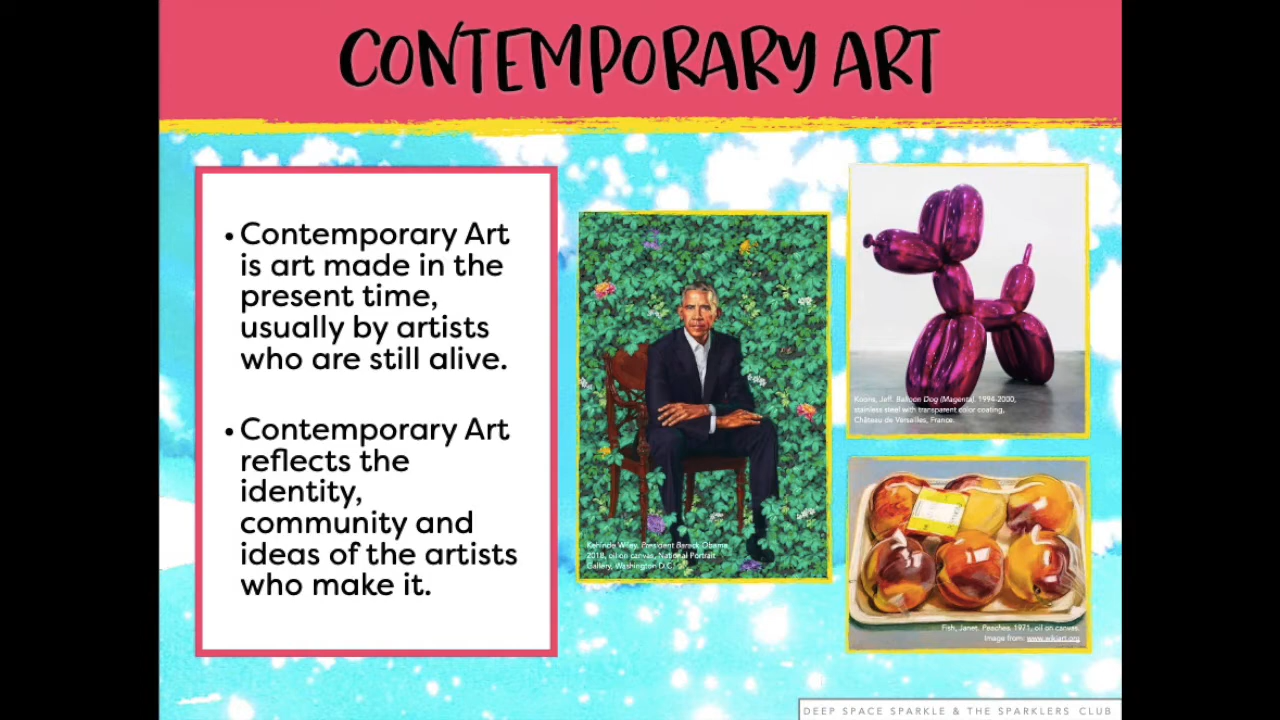 CONTEMPORARY ART
• Contemporary Art
is art made in the
present time,
usually by artists
who are still alive.
• Contemporary Art
reflects the
identity,
community and
ideas of the artists
who make it.
Kehinde Wiley, President Barack Obama,
2018, oil on canvas, National Portrait
Gallery, Washington D.C.
Koons, Jeff. Balloon Dog (Magenta). 1994-2000,
stainless steel with transparent color coating,
Château de Versailles, France.
Fish, Janet. Peaches. 1971, oil on canvas.
Image from: www.wikiart.org
DEEP SPACE SPARKLE & THE SPARKLERS CLUB